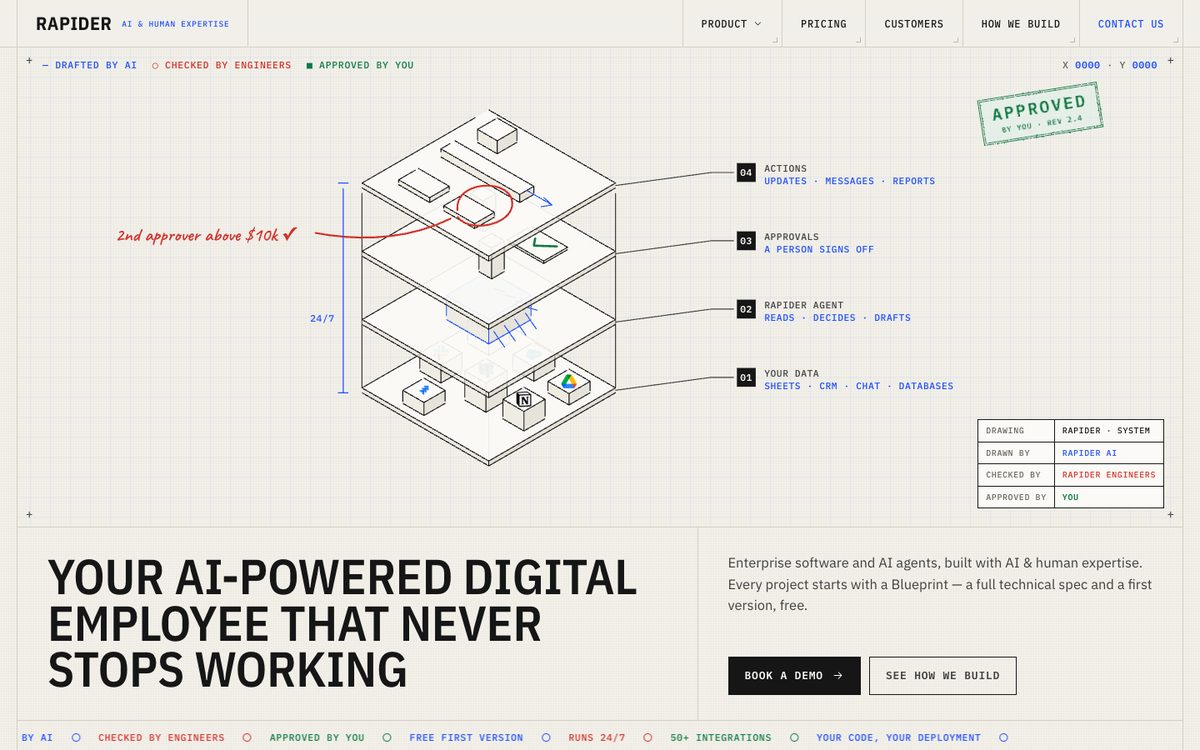 RAPIDER AI & HUMAN EXPERTISE PRODUCT PRICING CUSTOMERS HOW WE BUILD CONTACT US
— DRAFTED BY AI ○ CHECKED BY ENGINEERS ■ APPROVED BY YOU
X 0000 · Y 0000
APPROVED
BY YOU · REV 2.4
04 ACTIONS
UPDATES · MESSAGES · REPORTS
2nd approver above $10k ✓
03 APPROVALS
A PERSON SIGNS OFF
24/7
02 RAPIDER AGENT
READS · DECIDES · DRAFTS
01 YOUR DATA
SHEETS · CRM · CHAT · DATABASES
DRAWING RAPIDER · SYSTEM
DRAWN BY RAPIDER AI
CHECKED BY RAPIDER ENGINEERS
APPROVED BY YOU
YOUR AI-POWERED DIGITAL
EMPLOYEE THAT NEVER
STOPS WORKING
Enterprise software and AI agents, built with AI & human expertise.
Every project starts with a Blueprint — a full technical spec and a first
version, free.
BOOK A DEMO → SEE HOW WE BUILD
BY AI ○ CHECKED BY ENGINEERS ○ APPROVED BY YOU ○ FREE FIRST VERSION ○ RUNS 24/7 ○ 50+ INTEGRATIONS ○ YOUR CODE, YOUR DEPLOYMENT ○